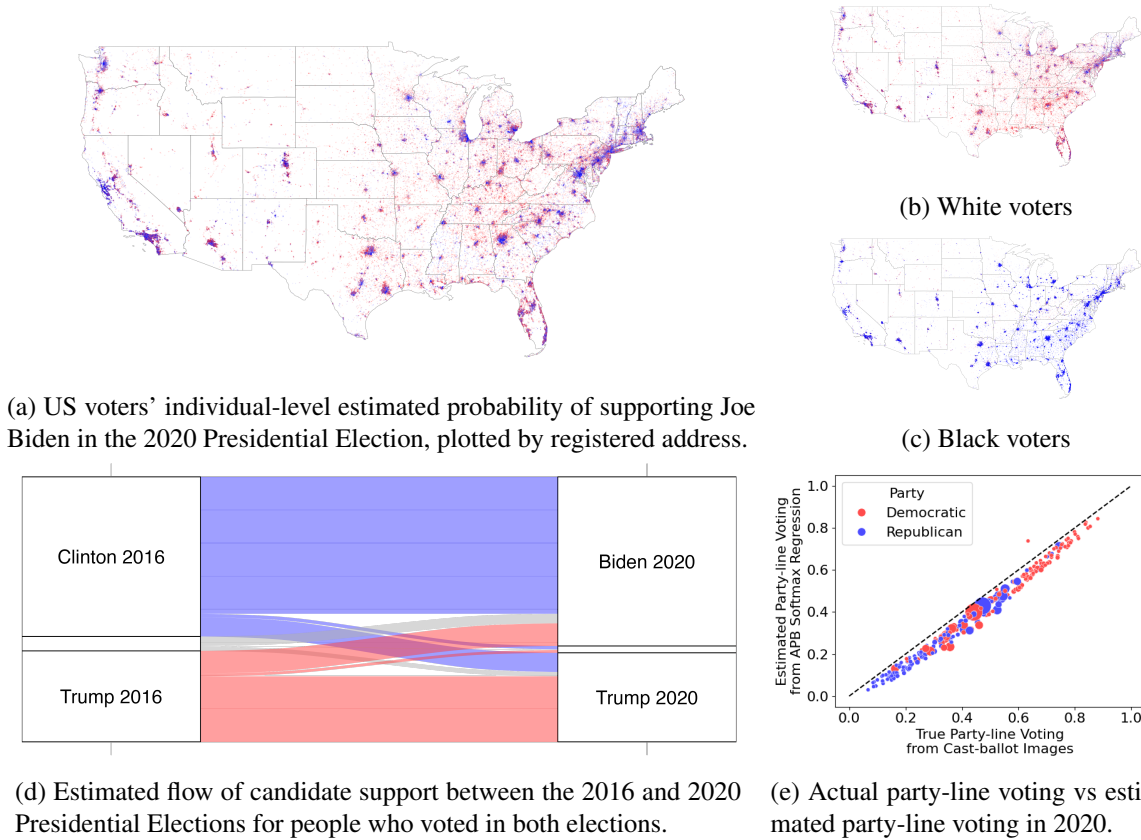 (a) US voters' individual-level estimated probability of supporting Joe
Biden in the 2020 Presidential Election, plotted by registered address.
(b) White voters
(c) Black voters
Clinton 2016
Trump 2016
Biden 2020
Trump 2020
(d) Estimated flow of candidate support between the 2016 and 2020
Presidential Elections for people who voted in both elections.
Estimated Party-line Voting
from APB Softmax Regression
1.0
0.8
0.6
0.4
0.2
0.0
Party
Democratic
Republican
0.0 0.2 0.4 0.6 0.8 1.0
True Party-line Voting
from Cast-ballot Images
(e) Actual party-line voting vs esti
mated party-line voting in 2020.